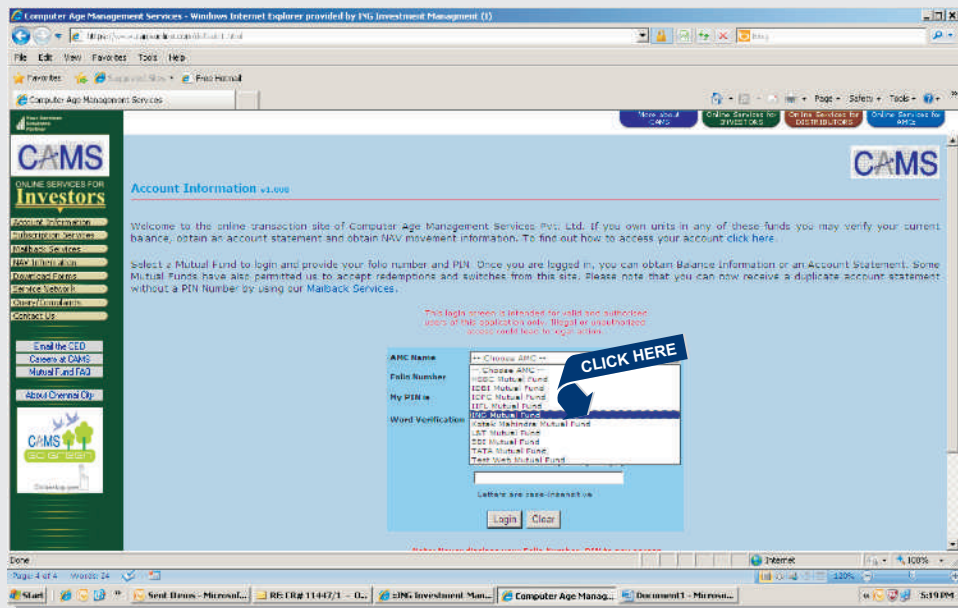 Computer Age Management Services - Windows Internet Explorer provided by ING Investment Managment (1)
File Edit View Favorites Tools Help
Favorites Free Hotmail
Computer Age Management Services
Page Safety Tools
Your Services
Solutions
Partner
More about
CAMS
Online Services for
INVESTORS
Online Services for
DISTRIBUTORS
Online Services for
AMCs
CAMS
CAMS
ONLINE SERVICES FOR
Investors
Account Information
Subscription Services
Mailback Services
NAV Information
Download Forms
Service Network
Query/Complaints
Contact Us
Email the CEO
Careers at CAMS
Mutual Fund FAQ
About Chennai City
CAMS
GO GREEN
Account Information v1.000
Welcome to the online transaction site of Computer Age Management Services Pvt. Ltd. If you own units in any of these funds you may verify your current
balance, obtain an account statement and obtain NAV movement information. To find out how to access your account click here.
Select a Mutual Fund to login and provide your folio number and PIN. Once you are logged in, you can obtain Balance Information or an Account Statement. Some
Mutual Funds have also permitted us to accept redemptions and switches from this site. Please note that you can now receive a duplicate account statement
without a PIN Number by using our Mailback Services.
This login screen is intended for valid and authorised
users of this application only. Illegal or unauthorized
access could lead to legal action.
AMC Name -- Choose AMC --
CLICK HERE
Folio Number
My PIN is
Word Verification
-- Choose AMC --
HSBC Mutual Fund
IDBI Mutual Fund
IDFC Mutual Fund
IIFL Mutual Fund
ING Mutual Fund
Kotak Mahindra Mutual Fund
L&T Mutual Fund
SBI Mutual Fund
TATA Mutual Fund
Test Web Mutual Fund
Letters are case-insensitive
Login Clear
Done Internet 100%
Page: 4 of 4 Words: 24 120%
Start Sent Items - Microsof... RE: CR# 11447/1 - O... ING Investment Man... Computer Age Manag... Document1 - Microso... 5:19 PM